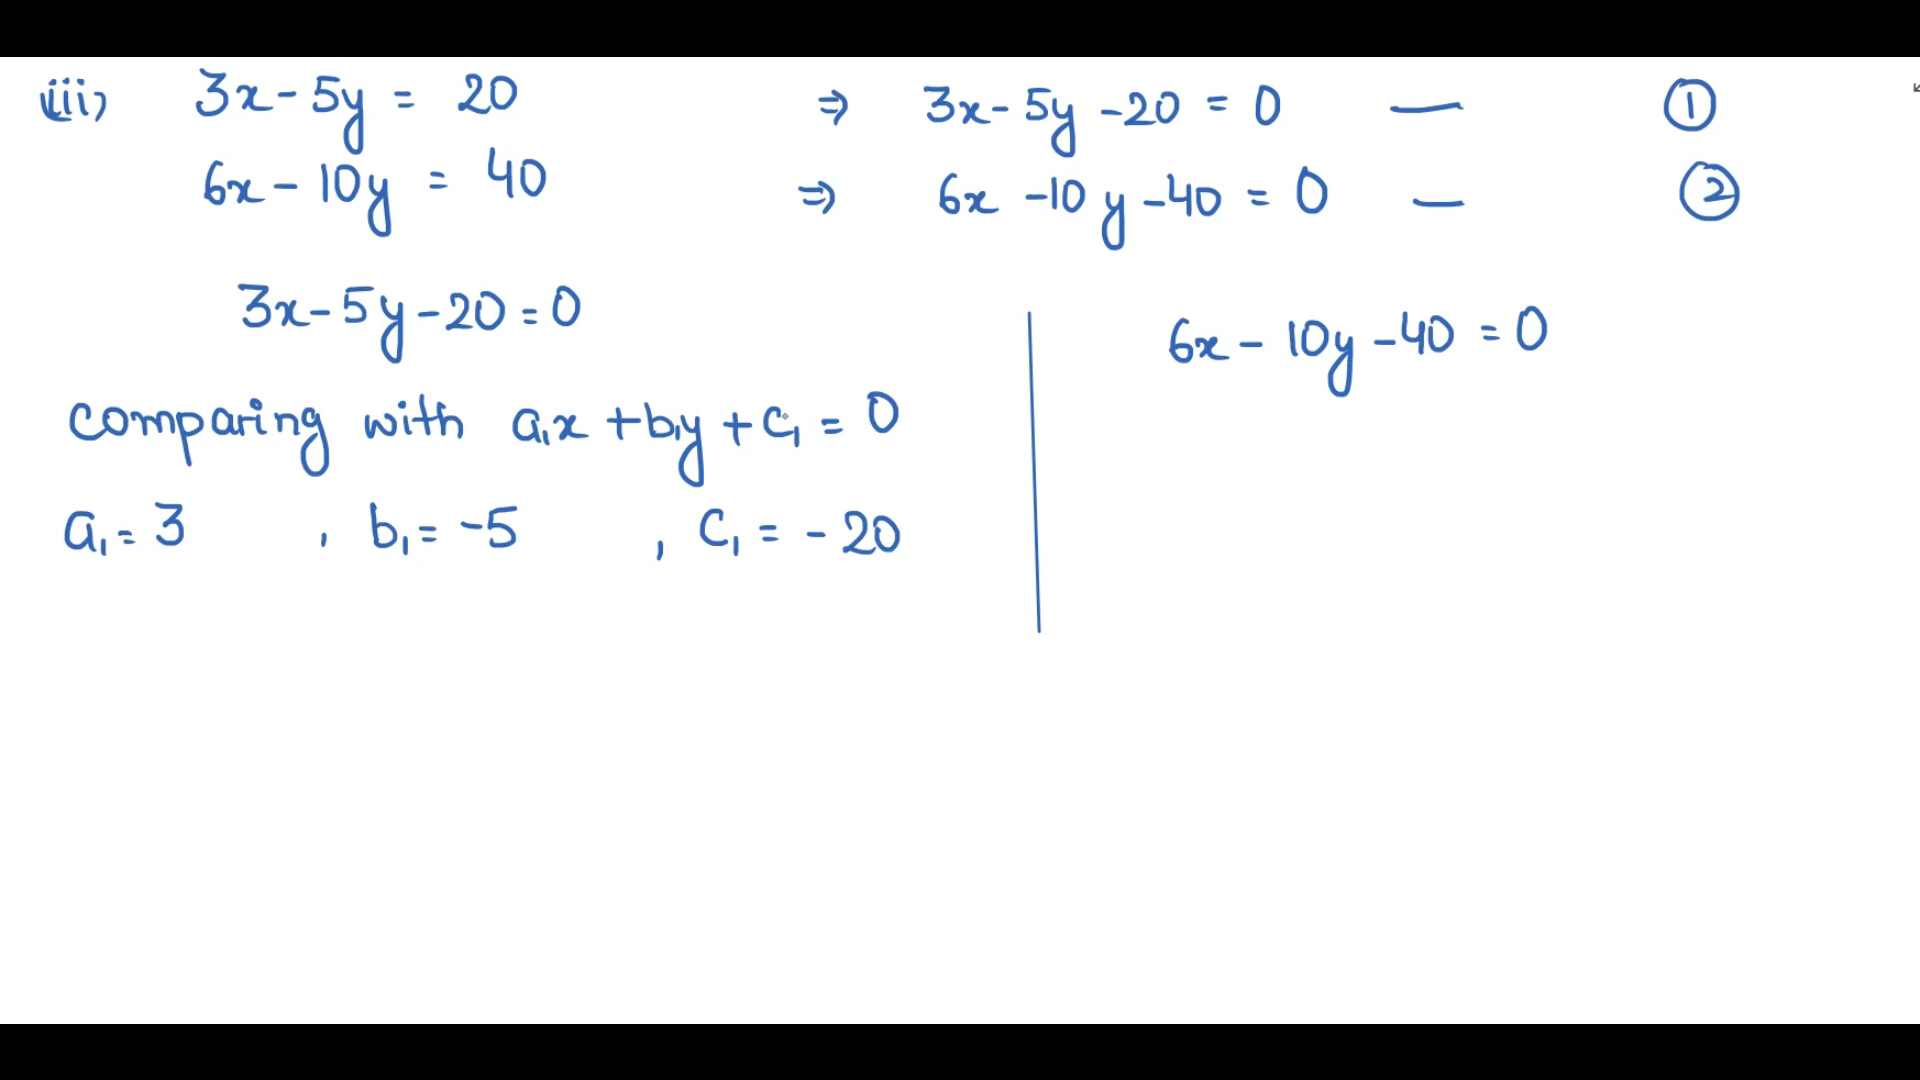 (iii) 3x - 5y = 20 ⇒ 3x - 5y - 20 = 0 — ①
6x - 10y = 40 ⇒ 6x - 10y - 40 = 0 — ②
3x - 5y - 20 = 0
comparing with a₁x + b₁y + c₁ = 0
a₁ = 3 , b₁ = -5 , c₁ = -20
6x - 10y - 40 = 0